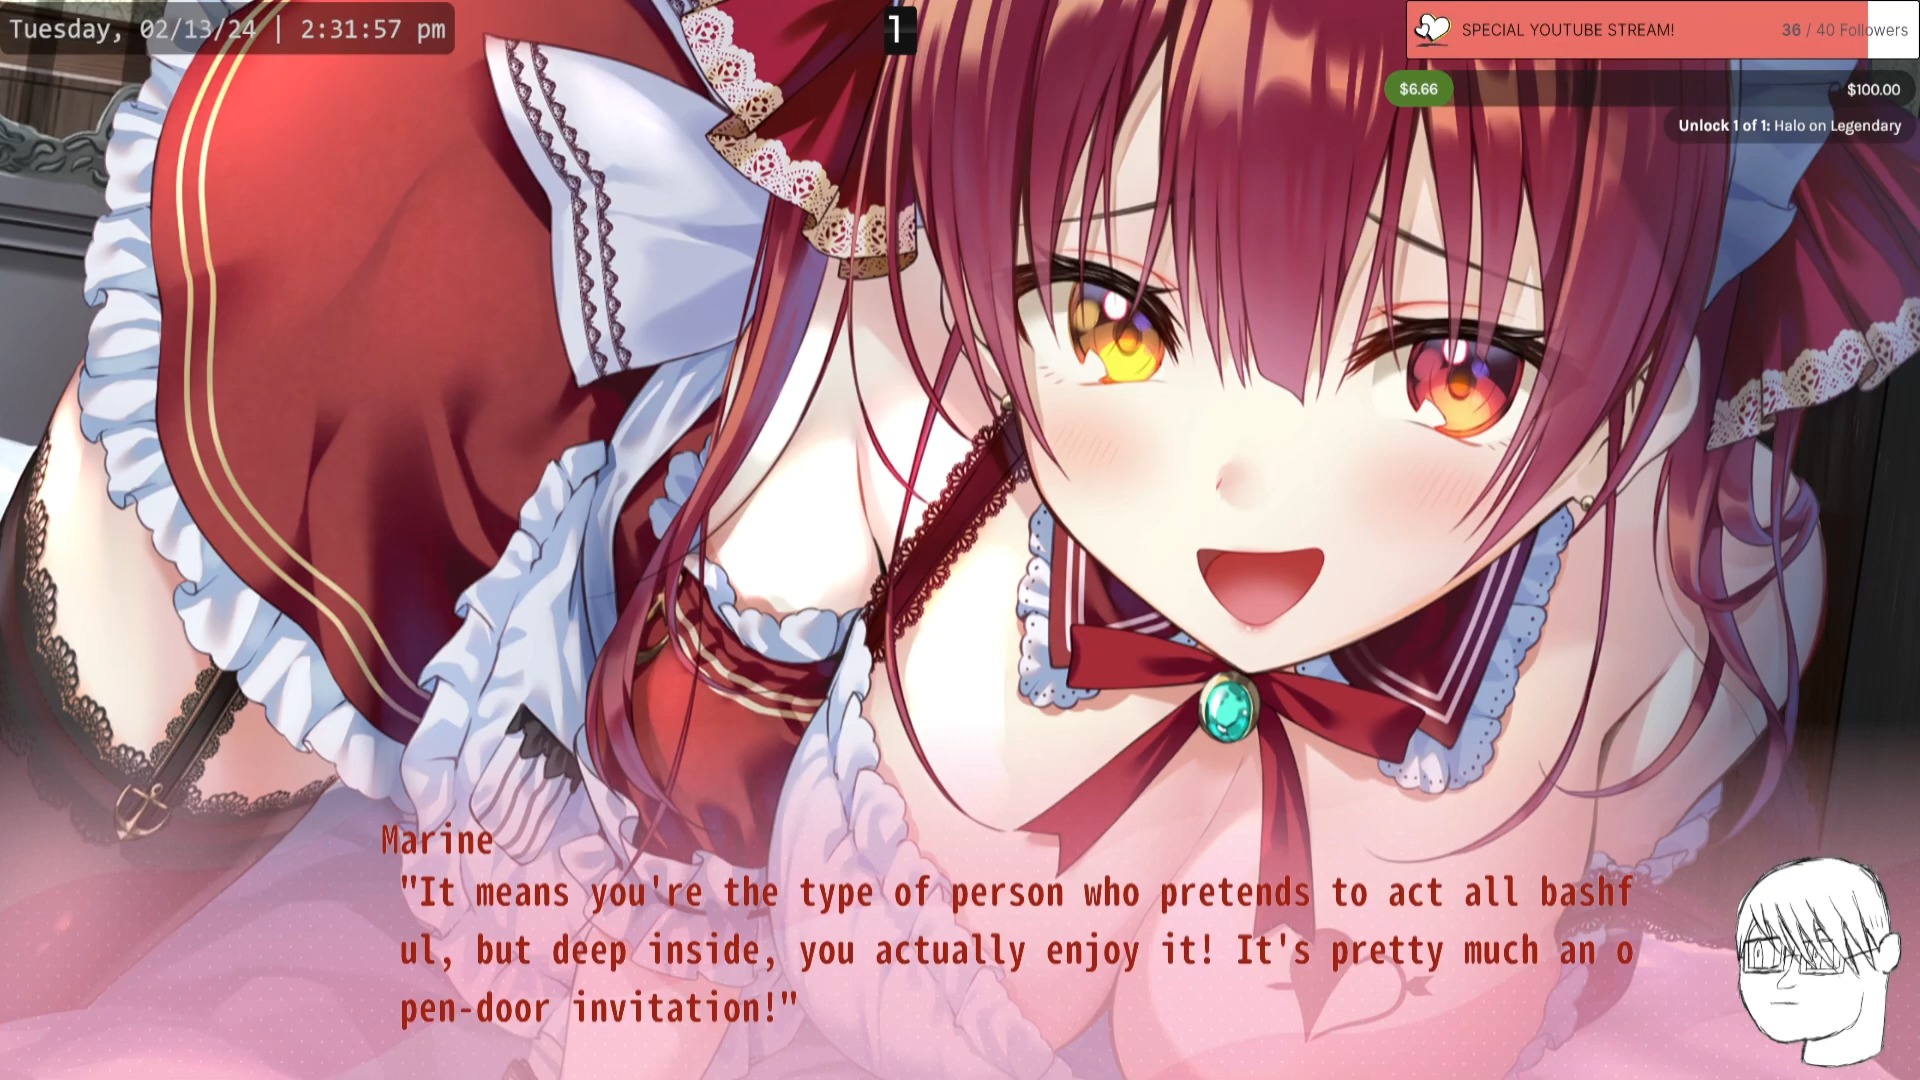 Tuesday, 02/13/24 | 2:31:57 pm
1
SPECIAL YOUTUBE STREAM!
36 / 40 Followers
$6.66
$100.00
Unlock 1 of 1: Halo on Legendary
Marine
"It means you're the type of person who pretends to act all bashf
ul, but deep inside, you actually enjoy it! It's pretty much an o
pen-door invitation!"